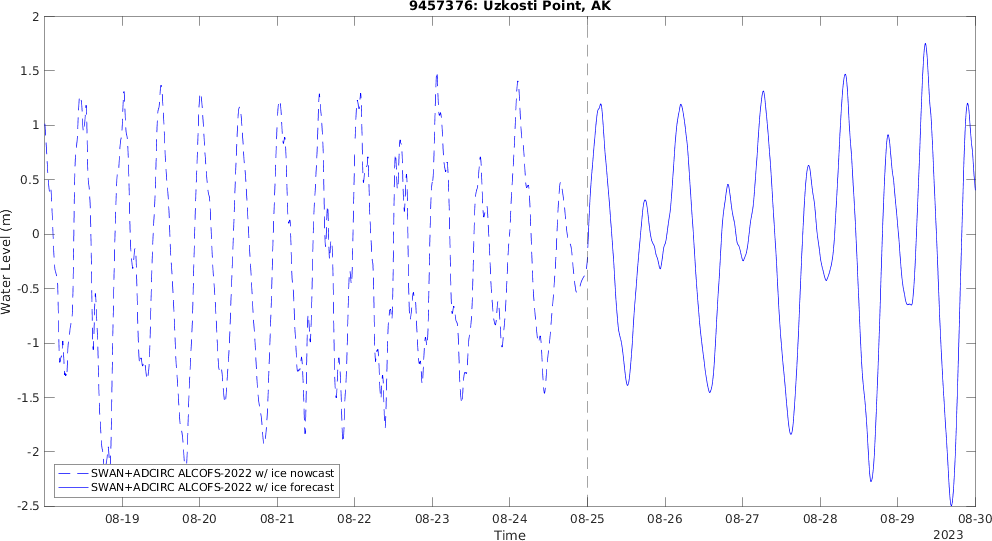 9457376: Uzkosti Point, AK
2
1.5
1
0.5
0
-0.5
-1
-1.5
-2
-2.5
Water Level (m)
SWAN+ADCIRC ALCOFS-2022 w/ ice nowcast
SWAN+ADCIRC ALCOFS-2022 w/ ice forecast
08-19 08-20 08-21 08-22 08-23 08-24 08-25 08-26 08-27 08-28 08-29 08-30
Time
2023